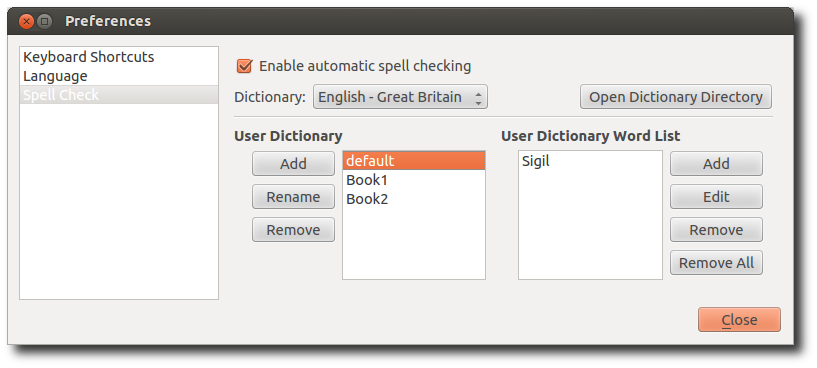 Preferences
Keyboard Shortcuts
Language
Spell Check
Enable automatic spell checking
Dictionary: English - Great Britain Open Dictionary Directory
User Dictionary
Add
Rename
Remove
default
Book1
Book2
User Dictionary Word List
Sigil
Add
Edit
Remove
Remove All
Close